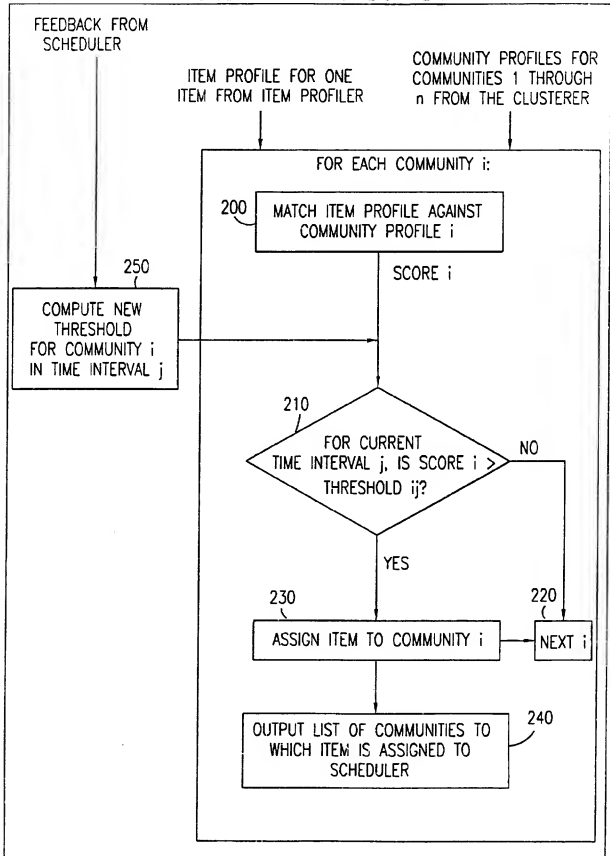 FEEDBACK FROM
SCHEDULER
ITEM PROFILE FOR ONE
ITEM FROM ITEM PROFILER
COMMUNITY PROFILES FOR
COMMUNITIES 1 THROUGH
n FROM THE CLUSTERER
FOR EACH COMMUNITY i:
200
MATCH ITEM PROFILE AGAINST
COMMUNITY PROFILE i
SCORE i
250
COMPUTE NEW
THRESHOLD
FOR COMMUNITY i
IN TIME INTERVAL j
210
FOR CURRENT
TIME INTERVAL j, IS SCORE i >
THRESHOLD ij?
NO
YES
230
ASSIGN ITEM TO COMMUNITY i
220
NEXT i
OUTPUT LIST OF COMMUNITIES TO
WHICH ITEM IS ASSIGNED TO
SCHEDULER
240